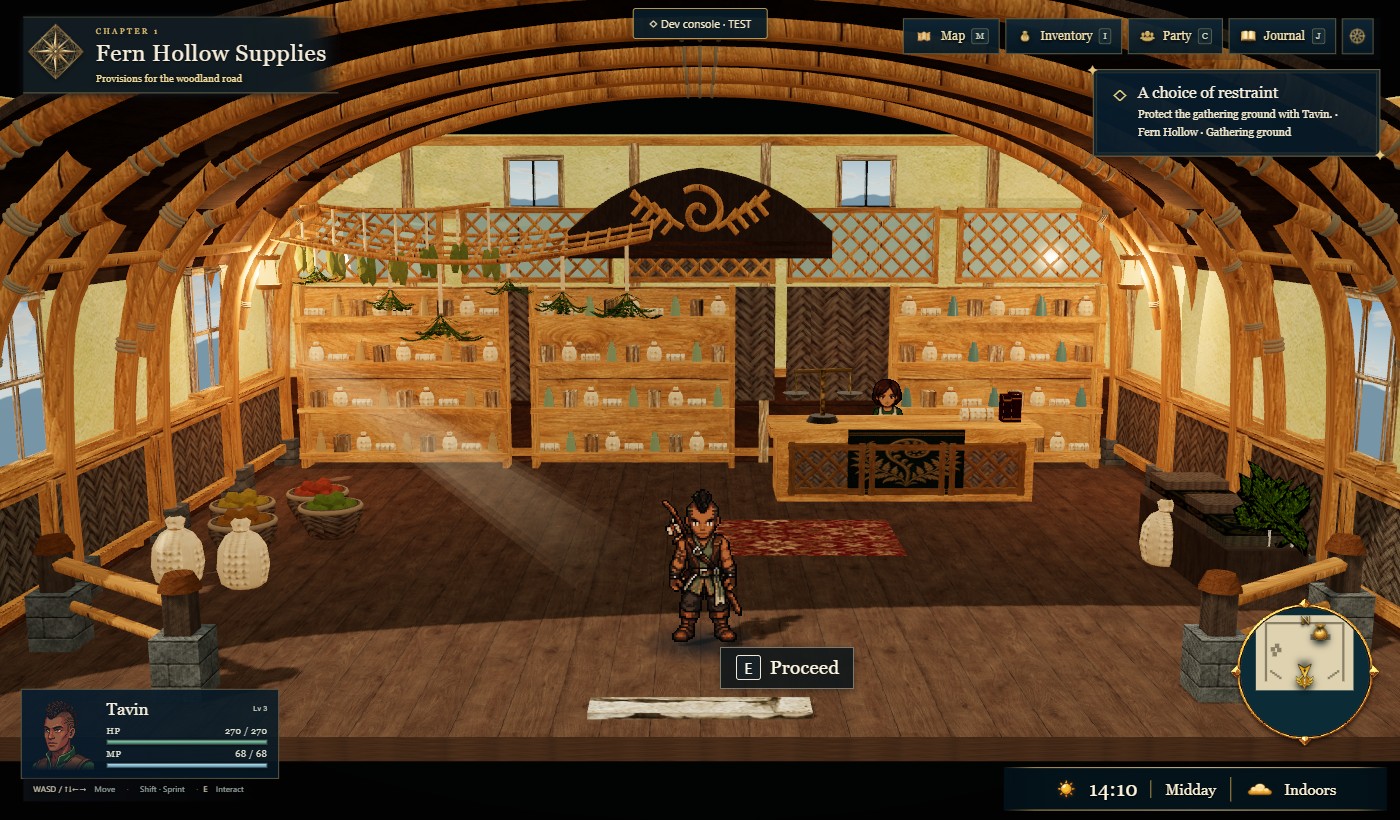 CHAPTER 1
Fern Hollow Supplies
Provisions for the woodland road
Dev console · TEST
Map M
Inventory I
Party C
Journal J
A choice of restraint
Protect the gathering ground with Tavin. ·
Fern Hollow · Gathering ground
E Proceed
N
Tavin Lv 3
HP 270 / 270
MP 68 / 68
WASD / ↑↓←→ Move · Shift · Sprint · E Interact
14:10 Midday Indoors